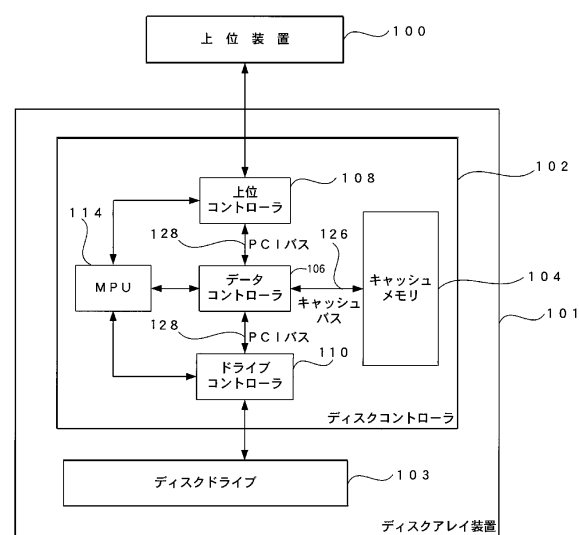 上位装置
100
102
108
上位
コントローラ
114
128
PCIバス
126
MPU
データ
コントローラ
106
キャッシュ
バス
キャッシュ
メモリ
104
101
128
PCIバス
110
ドライブ
コントローラ
ディスクコントローラ
ディスクドライブ
103
ディスクアレイ装置